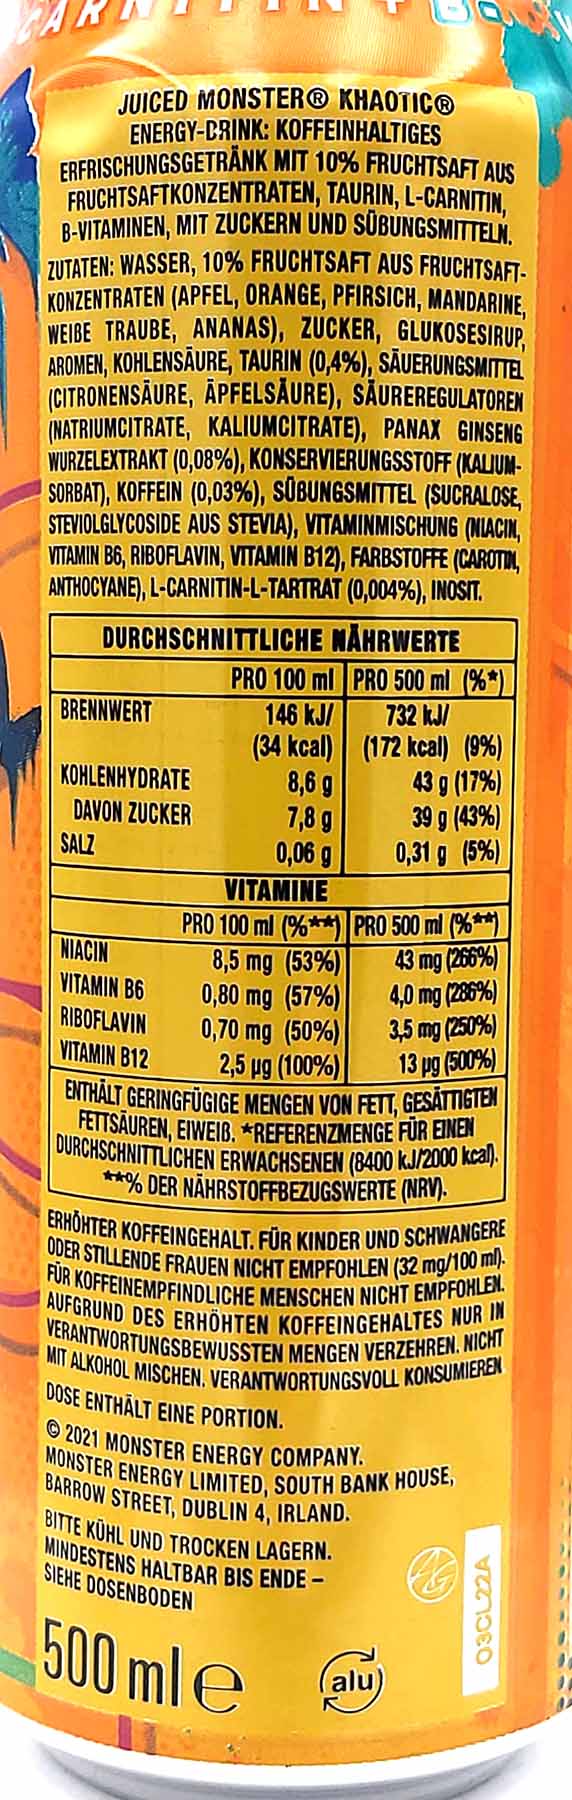 CARNITIN + B
JUICED MONSTER® KHAOTIC®
ENERGY-DRINK: KOFFEINHALTIGES
ERFRISCHUNGSGETRÄNK MIT 10% FRUCHTSAFT AUS
FRUCHTSAFTKONZENTRATEN, TAURIN, L-CARNITIN,
B-VITAMINEN, MIT ZUCKERN UND SÜßUNGSMITTELN.
ZUTATEN: WASSER, 10% FRUCHTSAFT AUS FRUCHTSAFT-
KONZENTRATEN (APFEL, ORANGE, PFIRSICH, MANDARINE,
WEIßE TRAUBE, ANANAS), ZUCKER, GLUKOSESIRUP,
AROMEN, KOHLENSÄURE, TAURIN (0,4%), SÄUERUNGSMITTEL
(CITRONENSÄURE, ÄPFELSÄURE), SÄUREREGULATOREN
(NATRIUMCITRATE, KALIUMCITRATE), PANAX GINSENG
WURZELEXTRAKT (0,08%), KONSERVIERUNGSSTOFF (KALIUM-
SORBAT), KOFFEIN (0,03%), SÜßUNGSMITTEL (SUCRALOSE,
STEVIOLGLYCOSIDE AUS STEVIA), VITAMINMISCHUNG (NIACIN,
VITAMIN B6, RIBOFLAVIN, VITAMIN B12), FARBSTOFFE (CAROTIN,
ANTHOCYANE), L-CARNITIN-L-TARTRAT (0,004%), INOSIT.
DURCHSCHNITTLICHE NÄHRWERTE
PRO 100 ml PRO 500 ml (%*)
BRENNWERT 146 kJ/ 732 kJ/
(34 kcal) (172 kcal) (9%)
KOHLENHYDRATE 8,6 g 43 g (17%)
DAVON ZUCKER 7,8 g 39 g (43%)
SALZ 0,06 g 0,31 g (5%)
VITAMINE
PRO 100 ml (%**) PRO 500 ml (%**)
NIACIN 8,5 mg (53%) 43 mg (266%)
VITAMIN B6 0,80 mg (57%) 4,0 mg (286%)
RIBOFLAVIN 0,70 mg (50%) 3,5 mg (250%)
VITAMIN B12 2,5 µg (100%) 13 µg (500%)
ENTHÄLT GERINGFÜGIGE MENGEN VON FETT, GESÄTTIGTEN
FETTSÄUREN, EIWEIß. *REFERENZMENGE FÜR EINEN
DURCHSCHNITTLICHEN ERWACHSENEN (8400 kJ/2000 kcal).
**% DER NÄHRSTOFFBEZUGSWERTE (NRV).
ERHÖHTER KOFFEINGEHALT. FÜR KINDER UND SCHWANGERE
ODER STILLENDE FRAUEN NICHT EMPFOHLEN (32 mg/100 ml).
FÜR KOFFEINEMPFINDLICHE MENSCHEN NICHT EMPFOHLEN.
AUFGRUND DES ERHÖHTEN KOFFEINGEHALTES NUR IN
VERANTWORTUNGSBEWUSSTEN MENGEN VERZEHREN. NICHT
MIT ALKOHOL MISCHEN. VERANTWORTUNGSVOLL KONSUMIEREN.
DOSE ENTHÄLT EINE PORTION.
© 2021 MONSTER ENERGY COMPANY.
MONSTER ENERGY LIMITED, SOUTH BANK HOUSE,
BARROW STREET, DUBLIN 4, IRLAND.
BITTE KÜHL UND TROCKEN LAGERN.
MINDESTENS HALTBAR BIS ENDE –
SIEHE DOSENBODEN
500 ml e
alu
AG
03CL22A